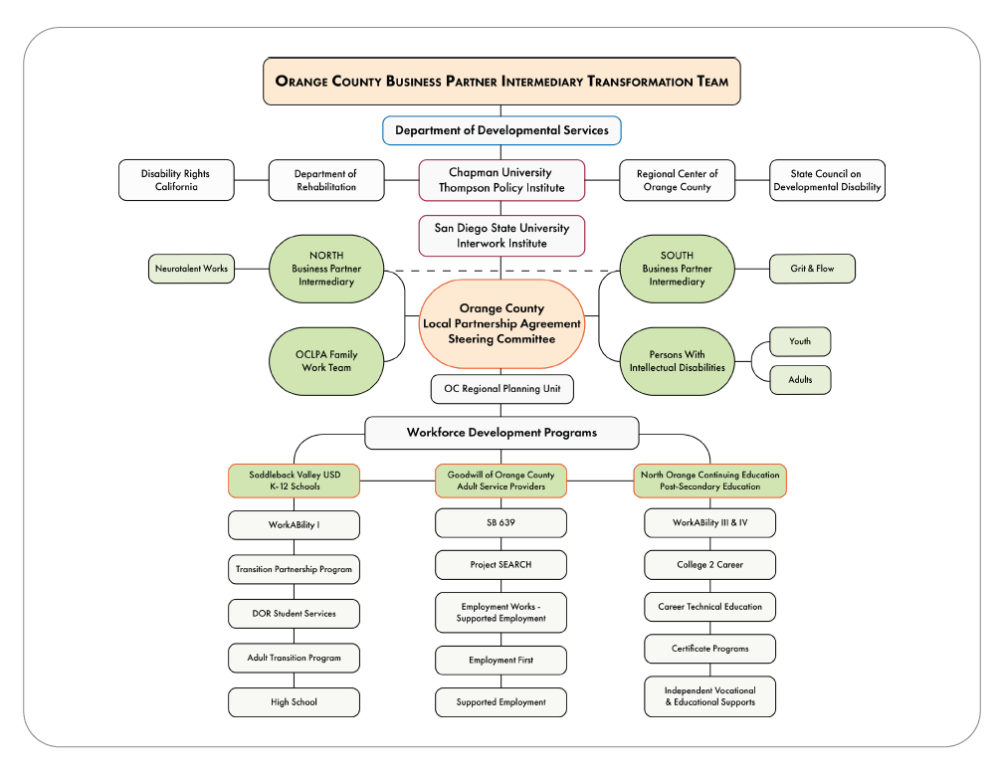 ORANGE COUNTY BUSINESS PARTNER INTERMEDIARY TRANSFORMATION TEAM
Department of Developmental Services
Disability Rights
California
Department of
Rehabilitation
Chapman University
Thompson Policy Institute
Regional Center of
Orange County
State Council on
Developmental Disability
San Diego State University
Interwork Institute
Neurotalent Works
NORTH
Business Partner
Intermediary
SOUTH
Business Partner
Intermediary
Grit & Flow
Orange County
Local Partnership Agreement
Steering Committee
OCLPA Family
Work Team
Persons With
Intellectual Disabilities
Youth
Adults
OC Regional Planning Unit
Workforce Development Programs
Saddleback Valley USD
K-12 Schools
Goodwill of Orange County
Adult Service Providers
North Orange Continuing Education
Post-Secondary Education
WorkABility I
Transition Partnership Program
DOR Student Services
Adult Transition Program
High School
SB 639
Project SEARCH
Employment Works -
Supported Employment
Employment First
Supported Employment
WorkABility III & IV
College 2 Career
Career Technical Education
Certificate Programs
Independent Vocational
& Educational Supports